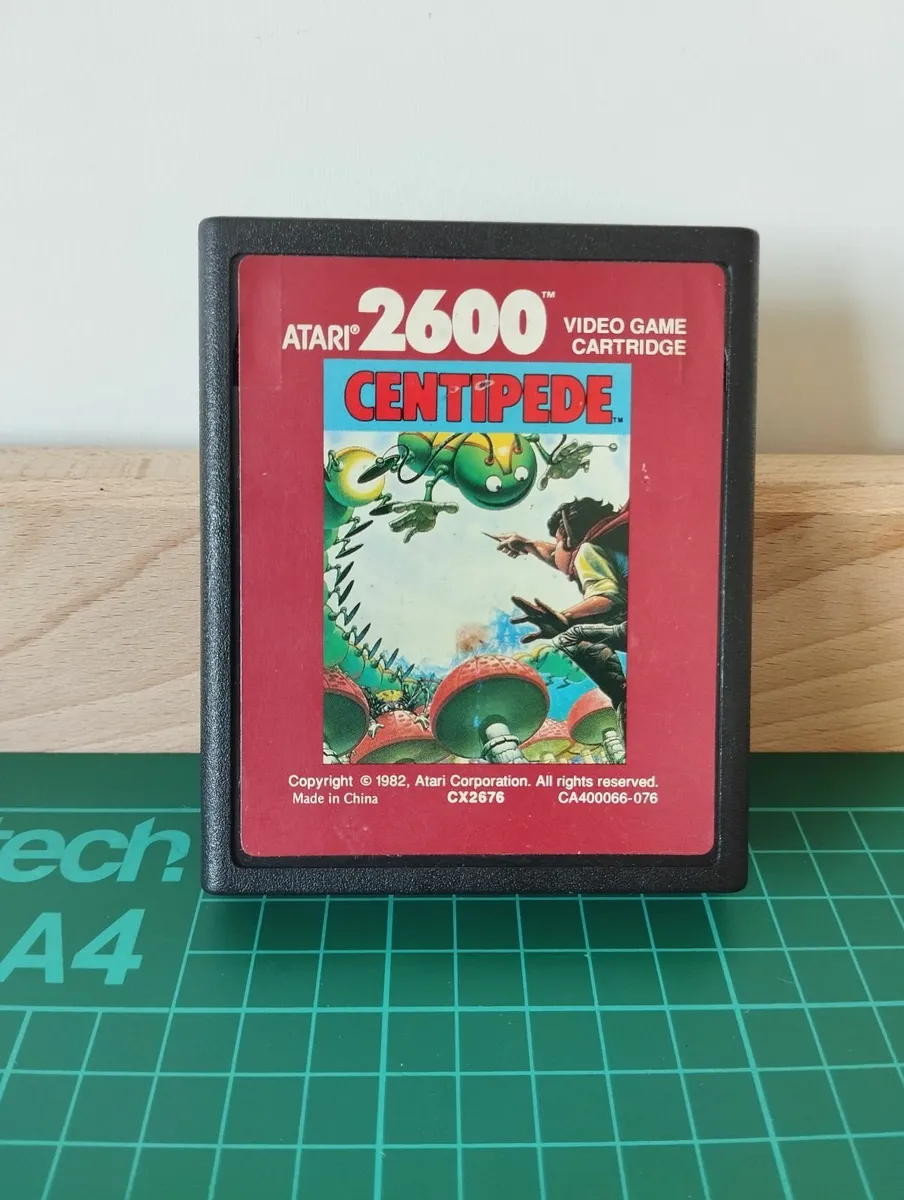 ATARI® 2600™ VIDEO GAME
CARTRIDGE
CENTIPEDE™
Copyright © 1982, Atari Corporation. All rights reserved.
Made in China CX2676 CA400066-076
tech.
A4